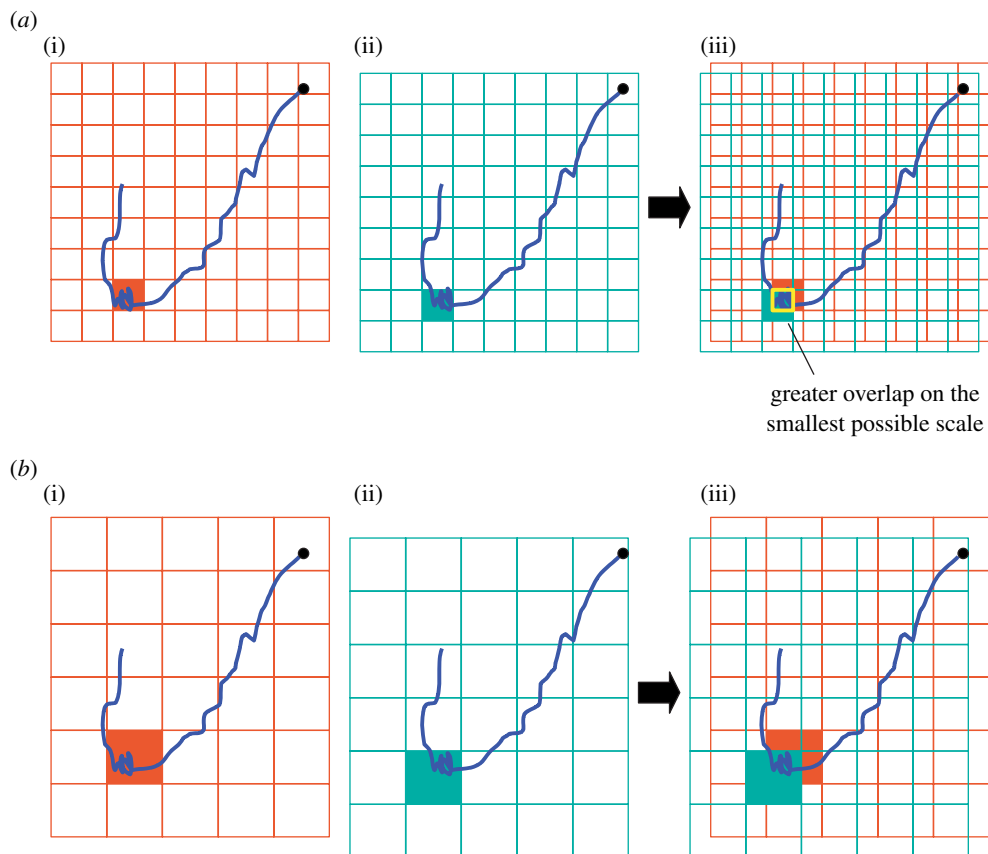 (a)
(i)
(ii)
(iii)
greater overlap on the
smallest possible scale
(b)
(i)
(ii)
(iii)